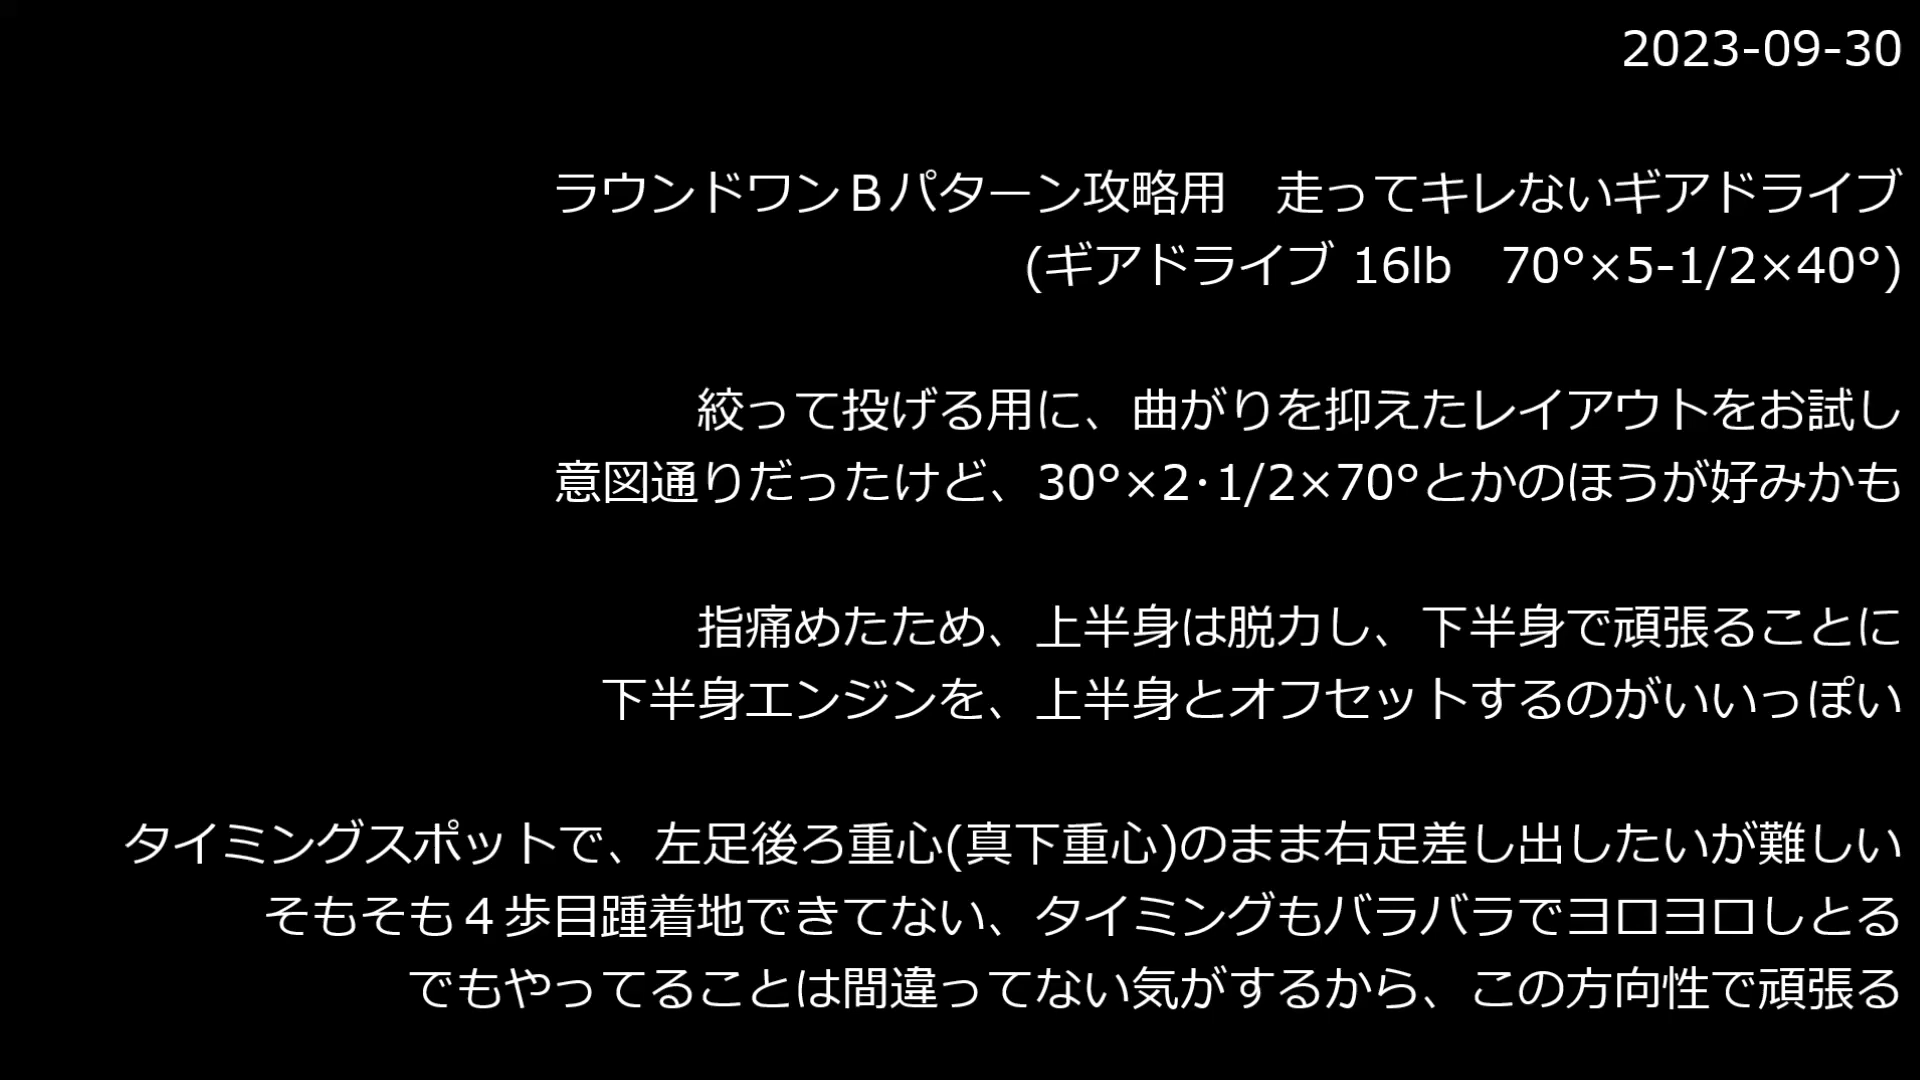 2023-09-30
ラウンドワンＢパターン攻略用　走ってキレないギアドライブ
(ギアドライブ 16lb　70°×5-1/2×40°)
絞って投げる用に、曲がりを抑えたレイアウトをお試し
意図通りだったけど、30°×2･1/2×70°とかのほうが好みかも
指痛めたため、上半身は脱力し、下半身で頑張ることに
下半身エンジンを、上半身とオフセットするのがいいっぽい
タイミングスポットで、左足後ろ重心(真下重心)のまま右足差し出したいが難しい
そもそも４歩目踵着地できてない、タイミングもバラバラでヨロヨロしとる
でもやってることは間違ってない気がするから、この方向性で頑張る